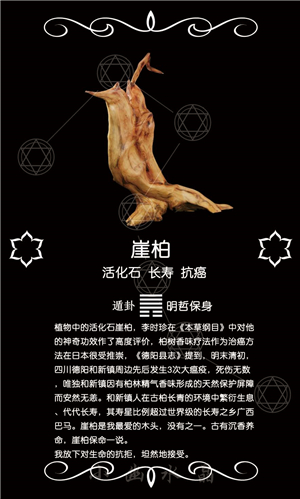 崖柏
活化石 长寿 抗癌
遁卦 明哲保身
植物中的活化石崖柏，李时珍在《本草纲目》中对他
的神奇功效作了高度评价，柏树香味疗法作为治癌方
法在日本很受推崇，《德阳县志》提到，明末清初，
四川德阳和新镇周边先后发生3次大瘟疫，死伤无数
，唯独和新镇因有柏林精气香味形成的天然保护屏障
而安然无恙。和新镇人在古柏长青的环境中繁衍生息
、代代长寿，其寿星比例超过世界级的长寿之乡广西
巴马。崖柏是我最爱的木头，没有之一。古有沉香养
命，崖柏保命一说。
我放下对生命的抗拒，坦然地接受。